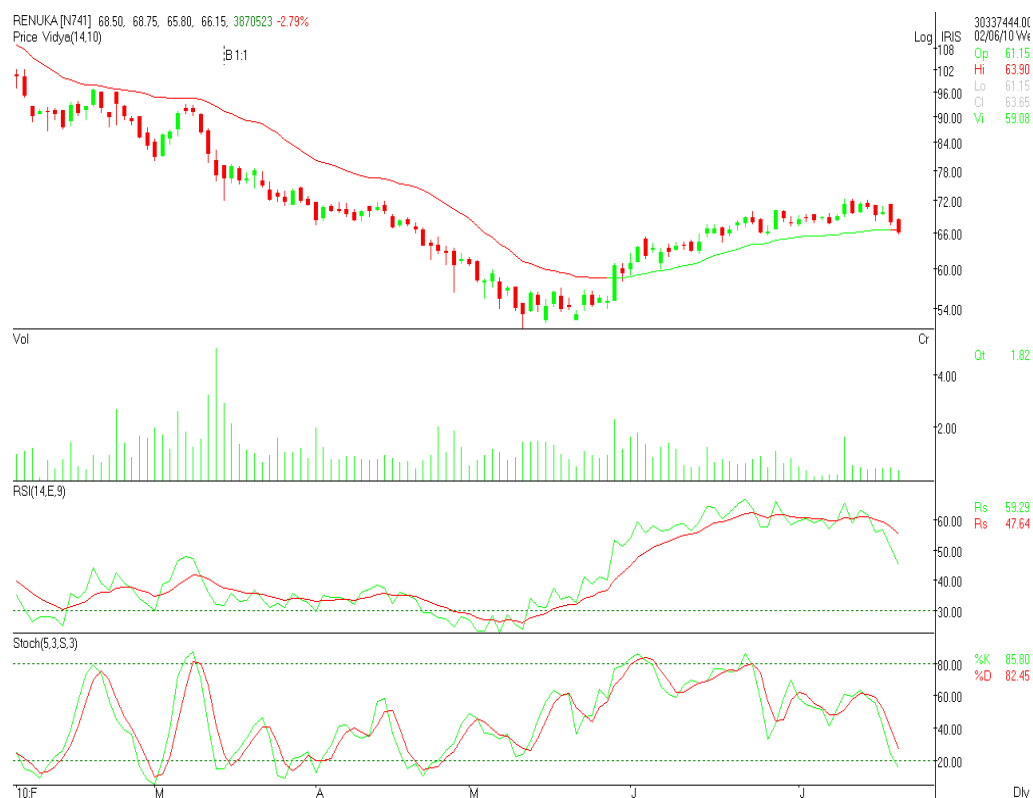 RENUKA [N741] 68.50, 68.75, 65.80, 66.15, 3870523 -2.79%
Price Vidya(14,10)
B 1:1
Log IRIS
108
102
96.00
90.00
84.00
78.00
72.00
66.00
60.00
54.00
30337444.00
02/06/10 We
Op 61.15
Hi 63.90
Lo 61.15
Cl 63.65
Vi 59.08
Vol
Cr
4.00
2.00
Qt 1.82
RSI(14,E,9)
60.00
50.00
40.00
30.00
Rs 59.29
Rs 47.64
Stoch(5,3,S,3)
80.00
60.00
40.00
20.00
%K 85.80
%D 82.45
10:F M A M J J Dly